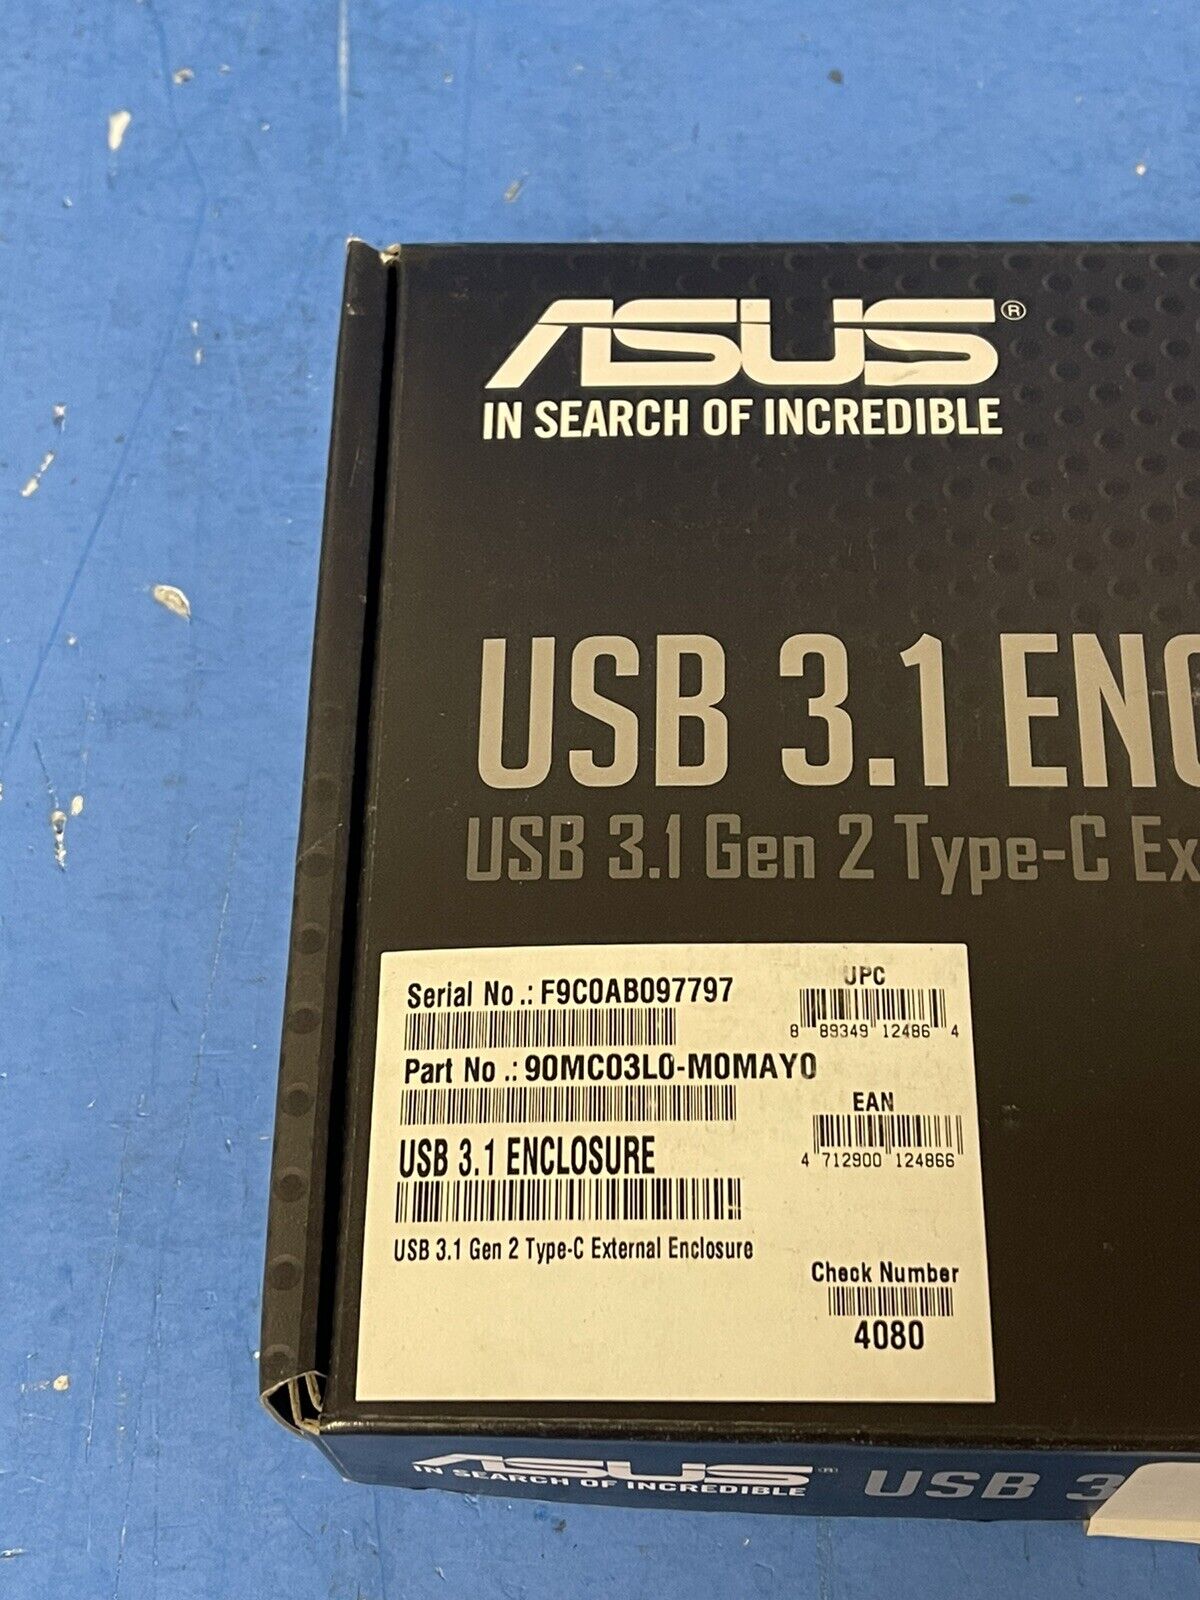 ASUS®
IN SEARCH OF INCREDIBLE
USB 3.1 ENC
USB 3.1 Gen 2 Type-C Ex
Serial No.: F9C0AB097797
UPC
8 89349 12486 4
Part No.: 90MC03L0-M0MAY0
EAN
4 712900 124866
USB 3.1 ENCLOSURE
USB 3.1 Gen 2 Type-C External Enclosure
Check Number
4080
ASUS®
IN SEARCH OF INCREDIBLE
USB 3